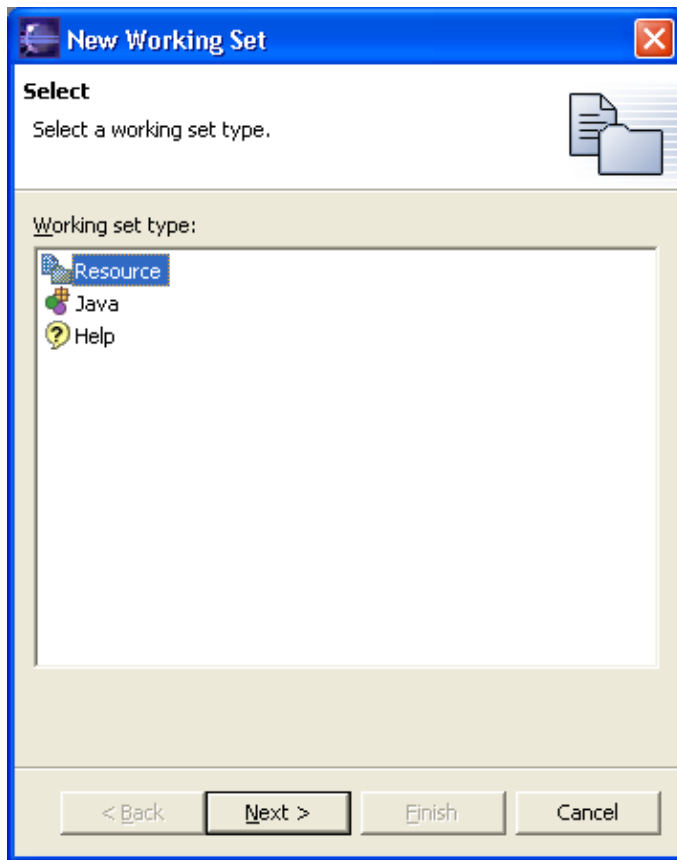 New Working Set
Select
Select a working set type.
Working set type:
Resource
Java
Help
< Back Next > Finish Cancel